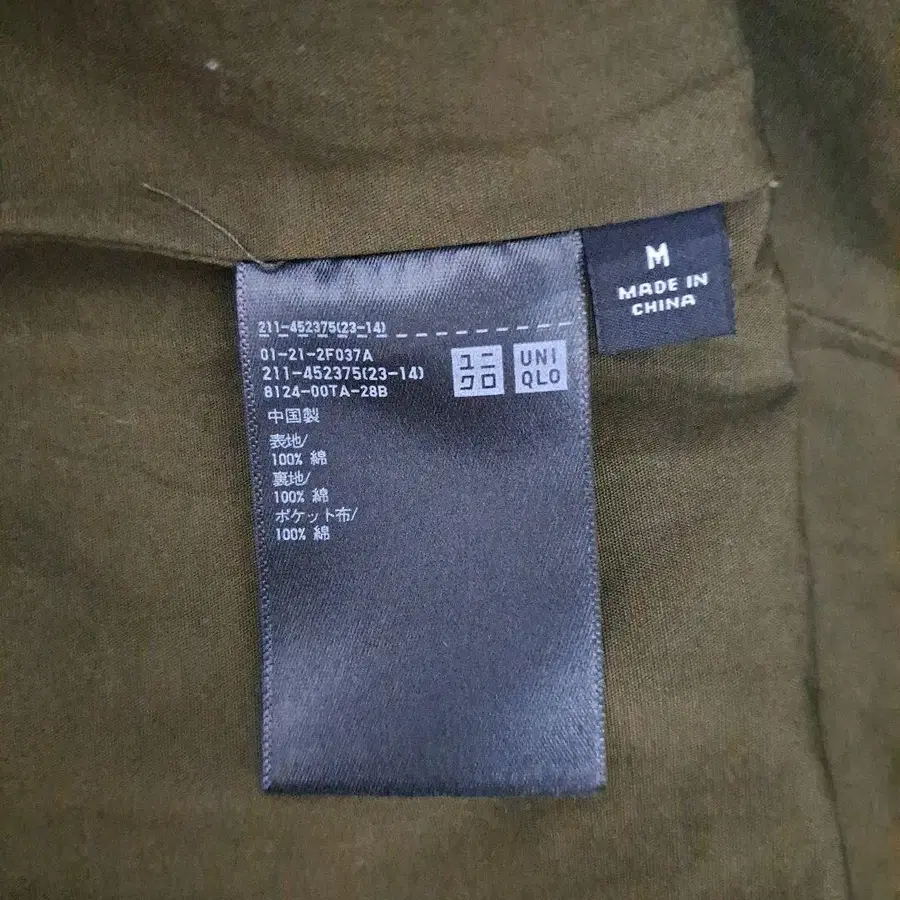 M
MADE IN
CHINA
211-452375(23-14)
01-21-2F037A
211-452375(23-14)
8124-00TA-28B
ユニ
クロ
UNI
QLO
中国製
表地/
100% 綿
裏地/
100% 綿
ポケット布/
100% 綿